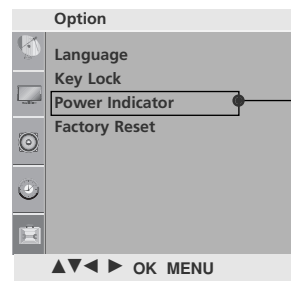 Option
Language
Key Lock
Power Indicator
Factory Reset
▲▼◄ ► OK MENU